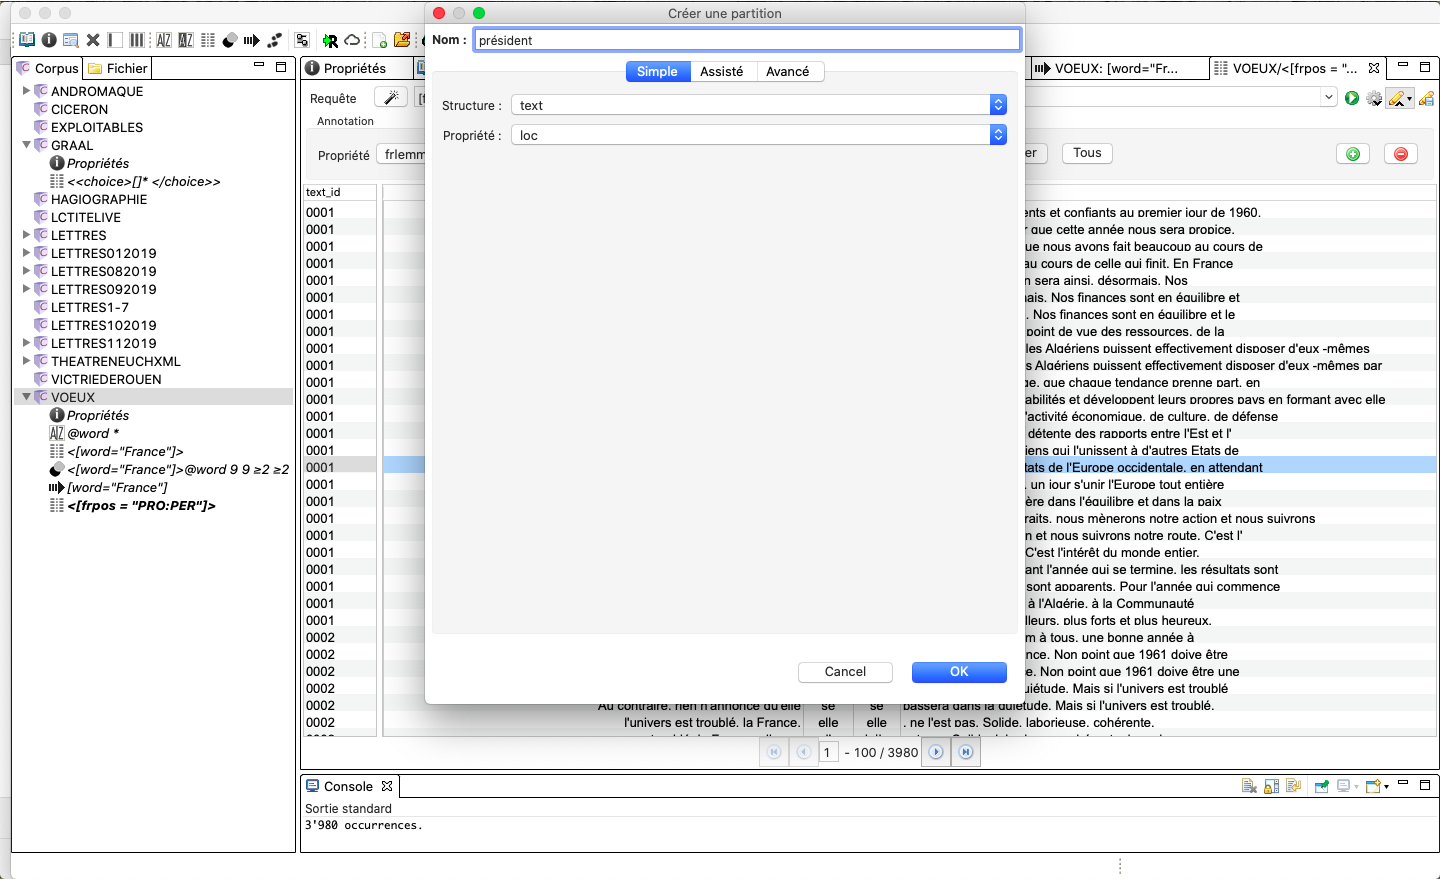 Créer une partition
Nom : président
Simple Assisté Avancé
Structure : text
Propriété : loc
Cancel OK
Corpus Fichier
ANDROMAQUE
CICERON
EXPLOITABLES
GRAAL
Propriétés
<<choice>[]* </choice>>
HAGIOGRAPHIE
LCTITELIVE
LETTRES
LETTRES012019
LETTRES082019
LETTRES092019
LETTRES1-7
LETTRES102019
LETTRES112019
THEATRENEUCHXML
VICTRIEDEROUEN
VOEUX
Propriétés
@word *
<[word="France"]>
<[word="France"]>@word 9 9 ≥2 ≥2
[word="France"]
<[frpos = "PRO:PER"]>
Propriétés
VOEUX: [word="Fr...
VOEUX/<[frpos = "...
Requête
Annotation
Propriété frlemm
er Tous
text_id
0001 ents et confiants au premier jour de 1960.
0001 r que cette année nous sera propice.
0001 ue nous avons fait beaucoup au cours de
0001 au cours de celle qui finit. En France
0001 n sera ainsi. désormais. Nos
0001 nais. Nos finances sont en équilibre et
0001 . Nos finances sont en équilibre et le
0001 point de vue des ressources. de la
0001 les Algériens puissent effectivement disposer d'eux -mêmes
0001 s Algériens puissent effectivement disposer d'eux -mêmes par
0001 ge. que chaque tendance prenne part. en
0001 abilités et développent leurs propres pays en formant avec elle
0001 'activité économique. de culture. de défense
0001 détente des rapports entre l'Est et l'
0001 iens qui l'unissent à d'autres Etats de
0001 tats de l'Europe occidentale. en attendant
0001 . un jour s'unir l'Europe tout entière
0001 ère dans l'équilibre et dans la paix
0001 raits. nous mènerons notre action et nous suivrons
0001 n et nous suivrons notre route. C'est l'
0001 C'est l'intérêt du monde entier.
0001 ant l'année qui se termine. les résultats sont
0001 sont apparents. Pour l'année qui commence
0001 à l'Algérie. à la Communauté
0001 lleurs. plus forts et plus heureux.
0002 m à tous. une bonne année à
0002 nce. Non point que 1961 doive être
0002 e. Non point que 1961 doive être une
0002 uiétude. Mais si l'univers est troublé
0002 Au contraire. rien n'annonce qu'elle se se passera dans la quiétude. Mais si l'univers est troublé.
0002 l'univers est troublé. la France. elle elle . ne l'est pas. Solide. laborieuse. cohérente.
1 - 100 / 3980
Console
Sortie standard
3'980 occurrences.